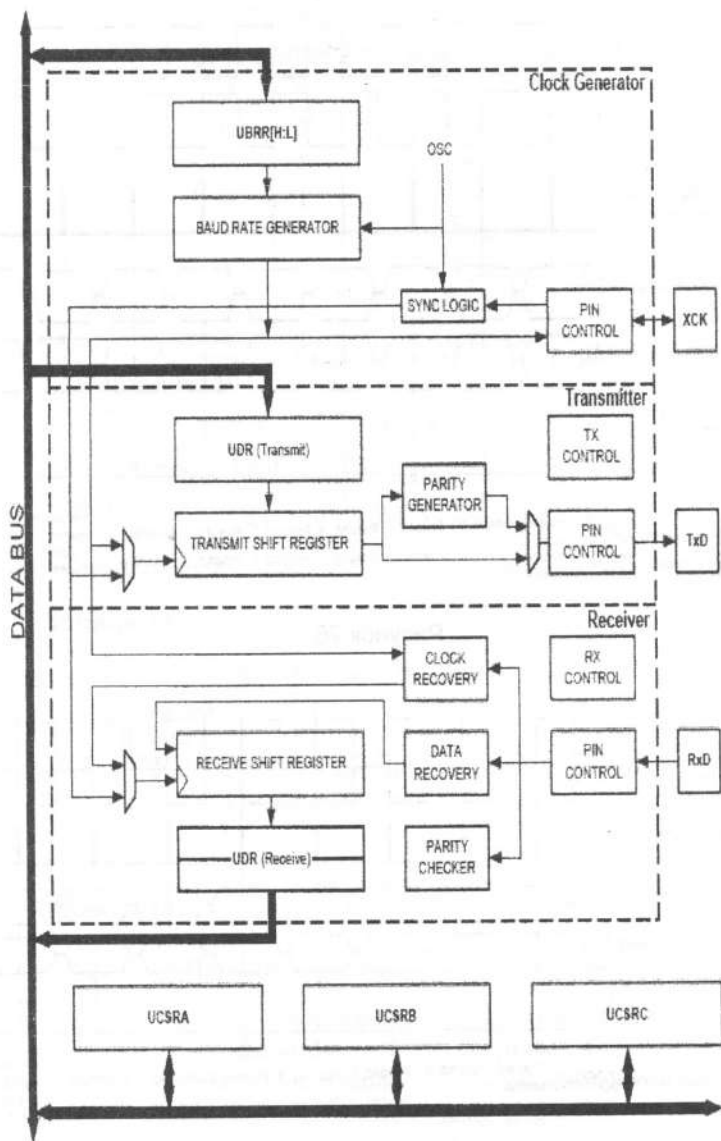 Clock Generator
UBRR[H:L]
OSC
BAUD RATE GENERATOR
SYNC LOGIC
PIN CONTROL
XCK
Transmitter
UDR (Transmit)
TX CONTROL
PARITY GENERATOR
TRANSMIT SHIFT REGISTER
PIN CONTROL
TxD
DATA BUS
Receiver
CLOCK RECOVERY
RX CONTROL
RECEIVE SHIFT REGISTER
DATA RECOVERY
PIN CONTROL
RxD
UDR (Receive)
PARITY CHECKER
UCSRA
UCSRB
UCSRC